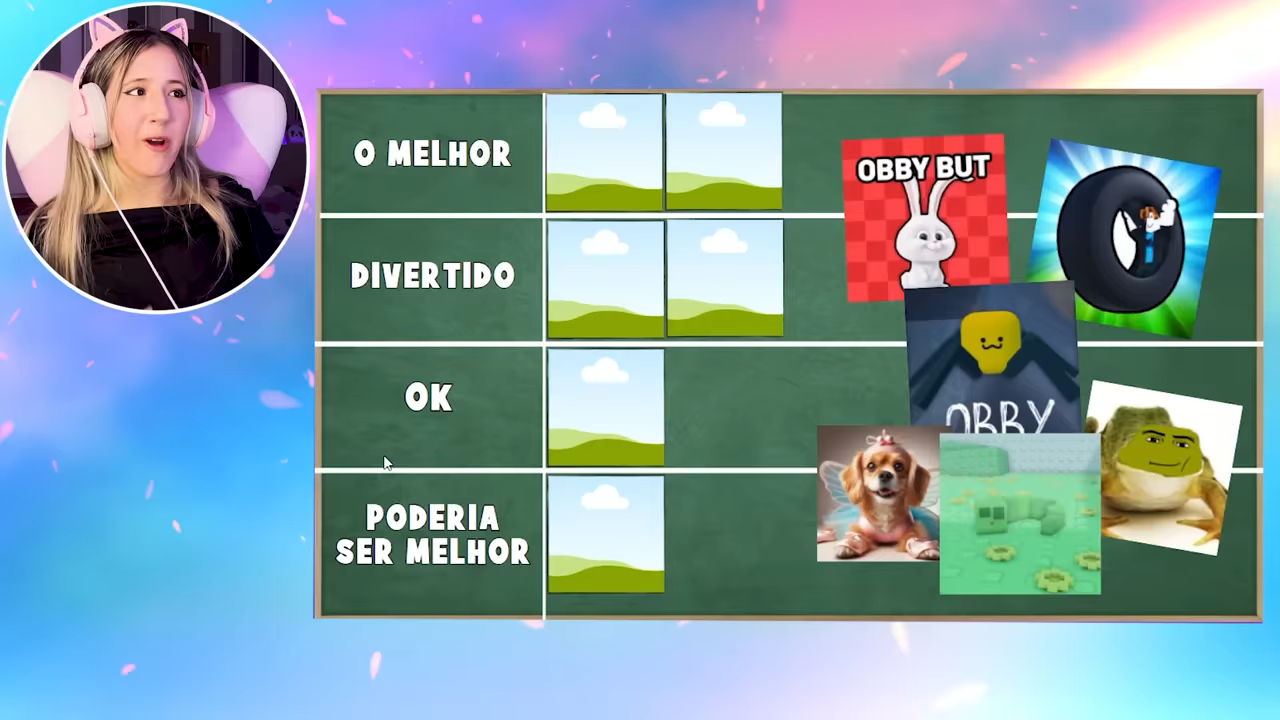 O MELHOR
OBBY BUT
DIVERTIDO
OK
OBBY
PODERIA
SER MELHOR